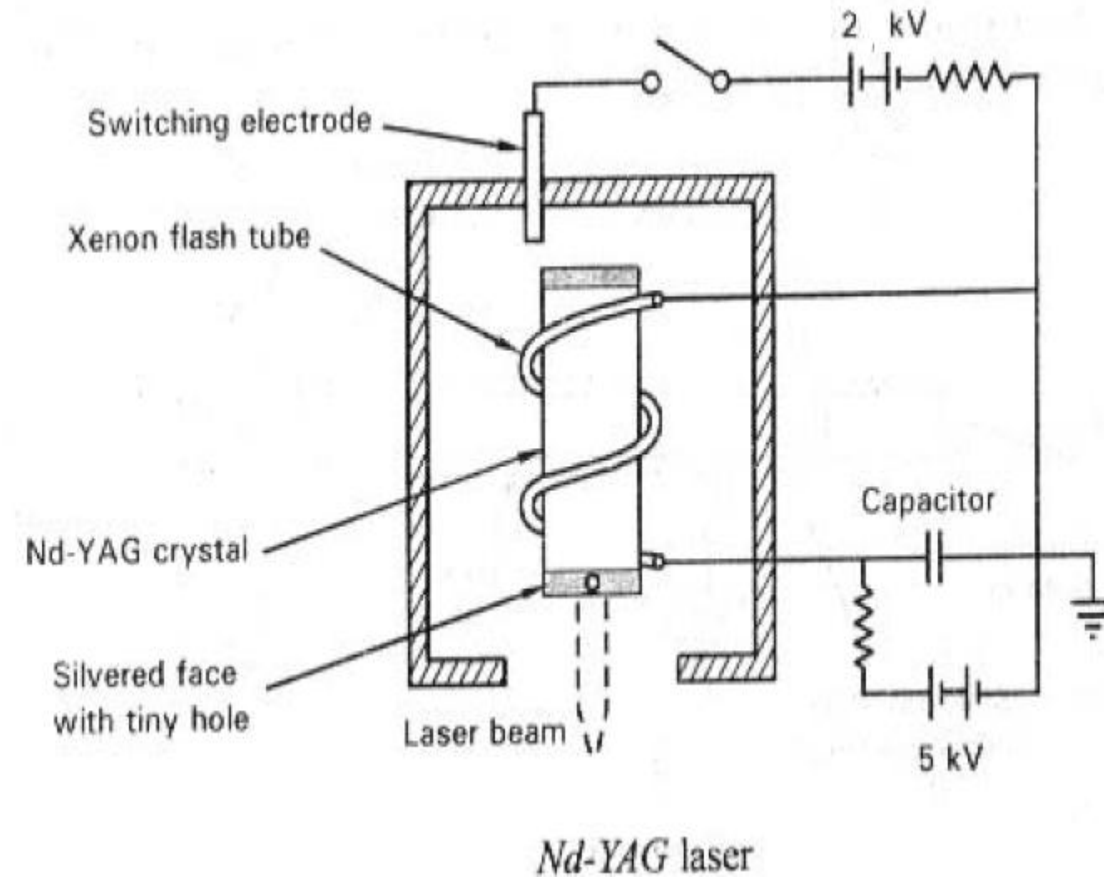 2 kV
Switching electrode
Xenon flash tube
Capacitor
Nd-YAG crystal
Silvered face
with tiny hole
Laser beam
5 kV
Nd-YAG laser